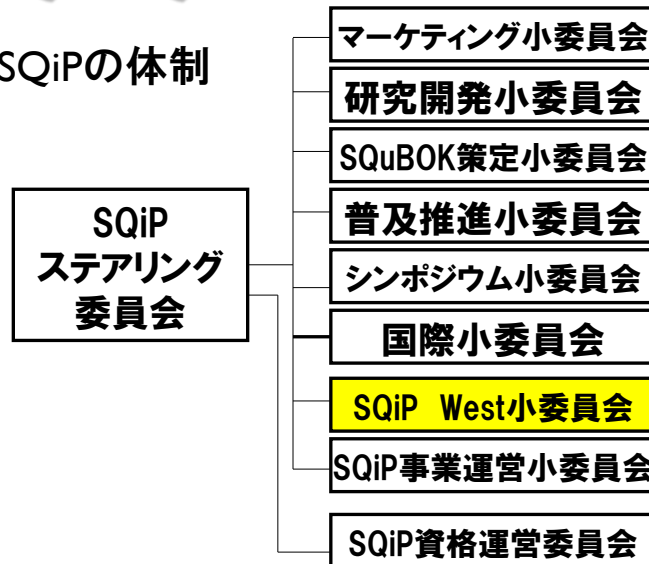 SQiPの体制
マーケティング小委員会
研究開発小委員会
SQuBOK策定小委員会
普及推進小委員会
SQiP
ステアリング
委員会
シンポジウム小委員会
国際小委員会
SQiP West小委員会
SQiP事業運営小委員会
SQiP資格運営委員会